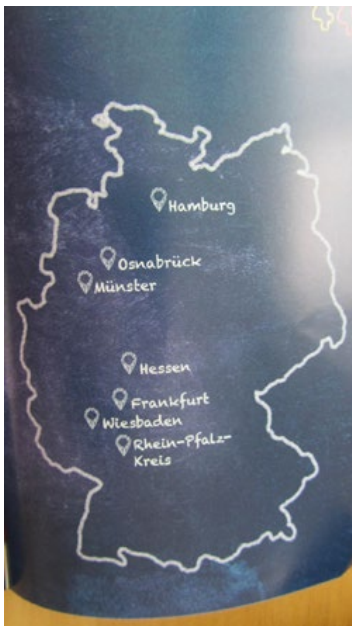 Hamburg
Osnabrück
Münster
Hessen
Frankfurt
Wiesbaden
Rhein-Pfalz-
Kreis